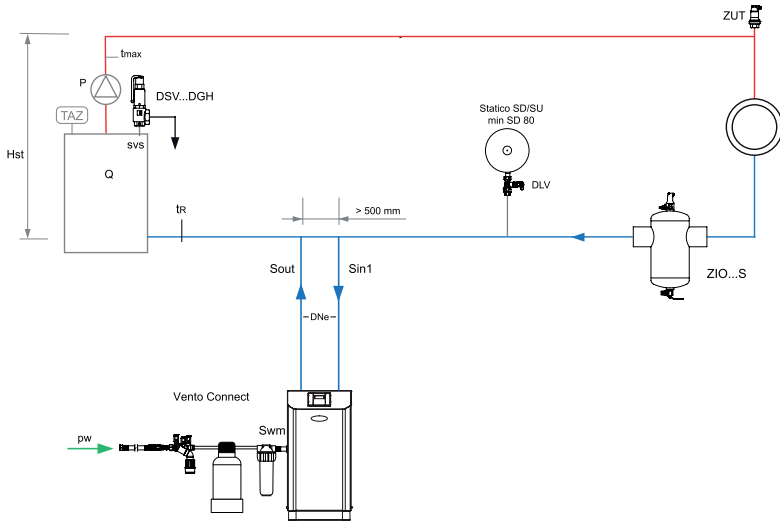 ZUT
tmax
P
DSV...DGH
TAZ
svs
Statico SD/SU
min SD 80
Hst
Q
DLV
tR
> 500 mm
Sout
Sin1
ZIO...S
DNe
Vento Connect
Swm
pw